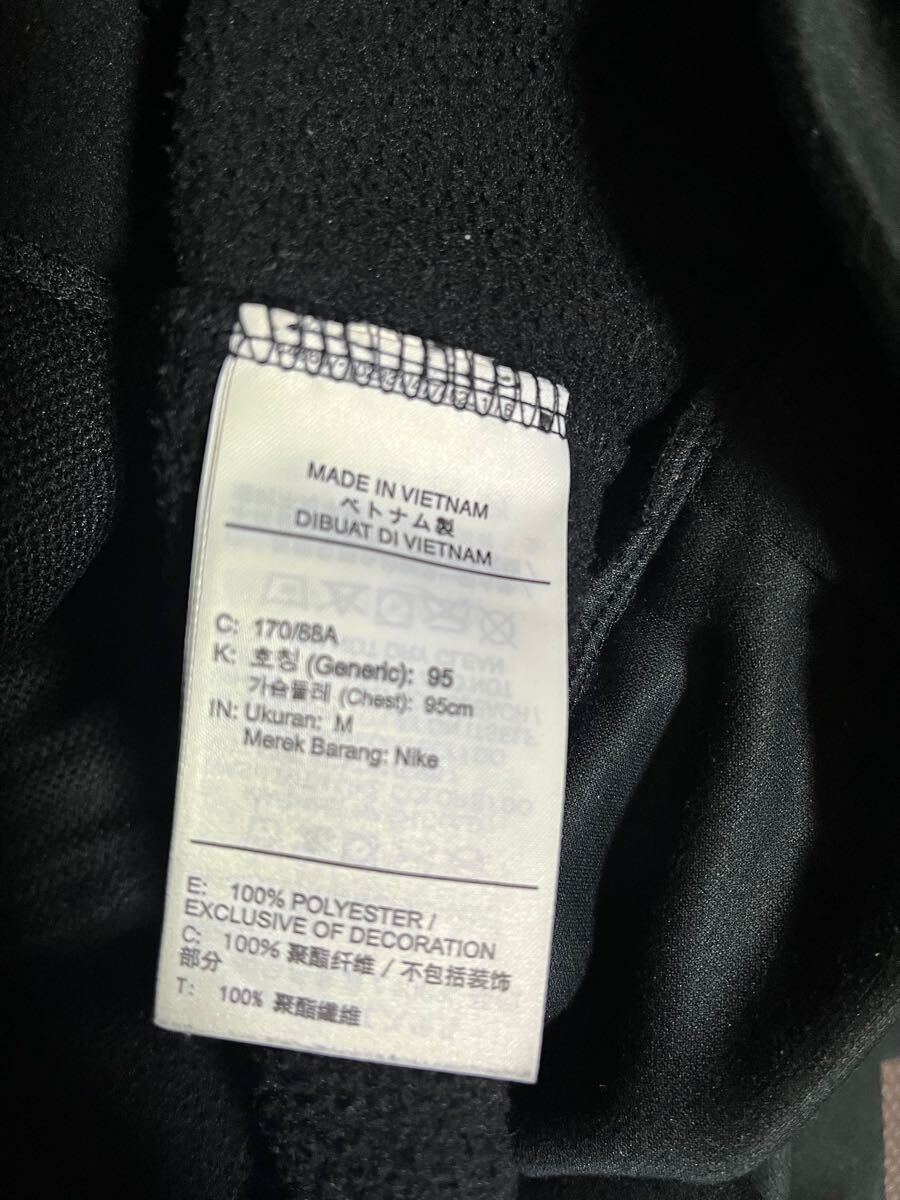 MADE IN VIETNAM
ベトナム製
DIBUAT DI VIETNAM
C: 170/88A
K: 호칭 (Generic): 95
가슴둘레 (Chest): 95cm
IN: Ukuran: M
Merek Barang: Nike
E: 100% POLYESTER /
EXCLUSIVE OF DECORATION
C: 100% 聚酯纤维 / 不包括装饰
部分
T: 100% 聚酯纖維